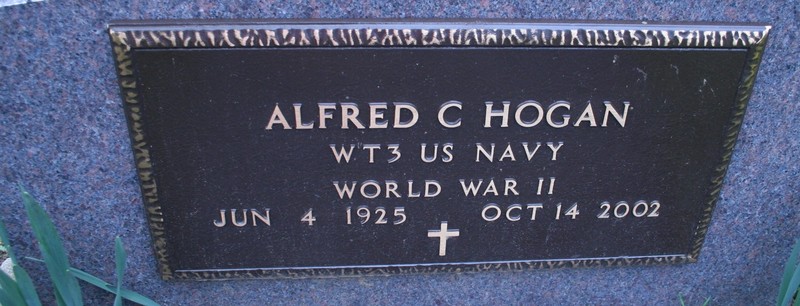 ALFRED C HOGAN
WT3 US NAVY
WORLD WAR II
JUN 4 1925 OCT 14 2002